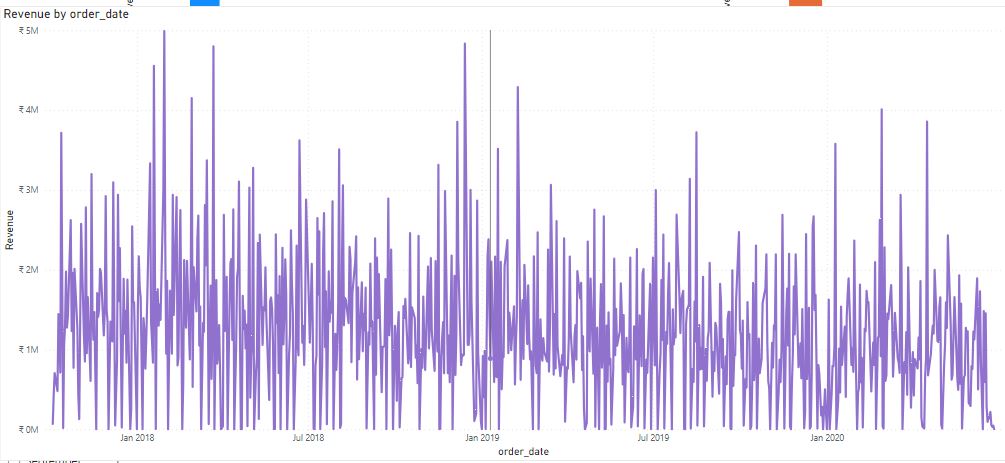 Revenue by order_date
₹5M
₹4M
₹3M
₹2M
₹1M
₹0M
Revenue
Jan 2018
Jul 2018
Jan 2019
Jul 2019
Jan 2020
order_date